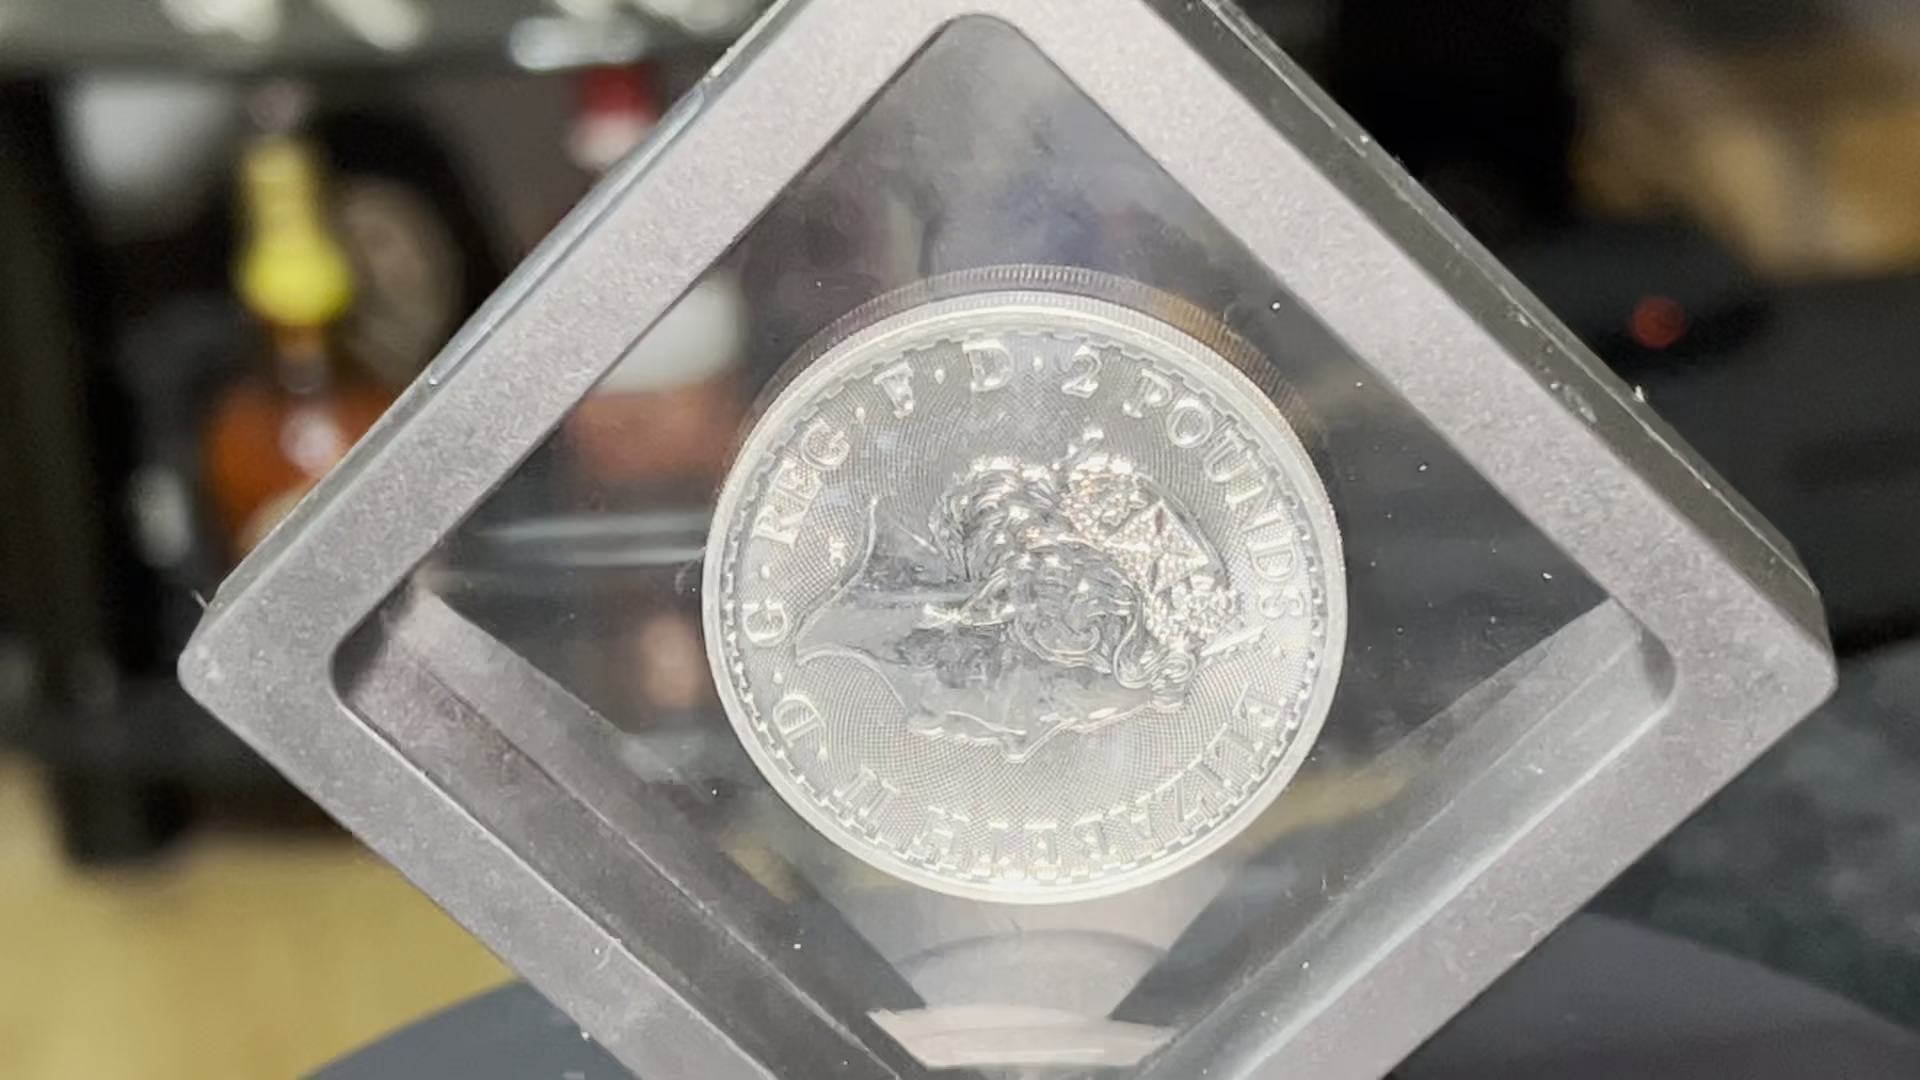 ELIZABETH II · D · G · REG · F · D · 2 POUNDS